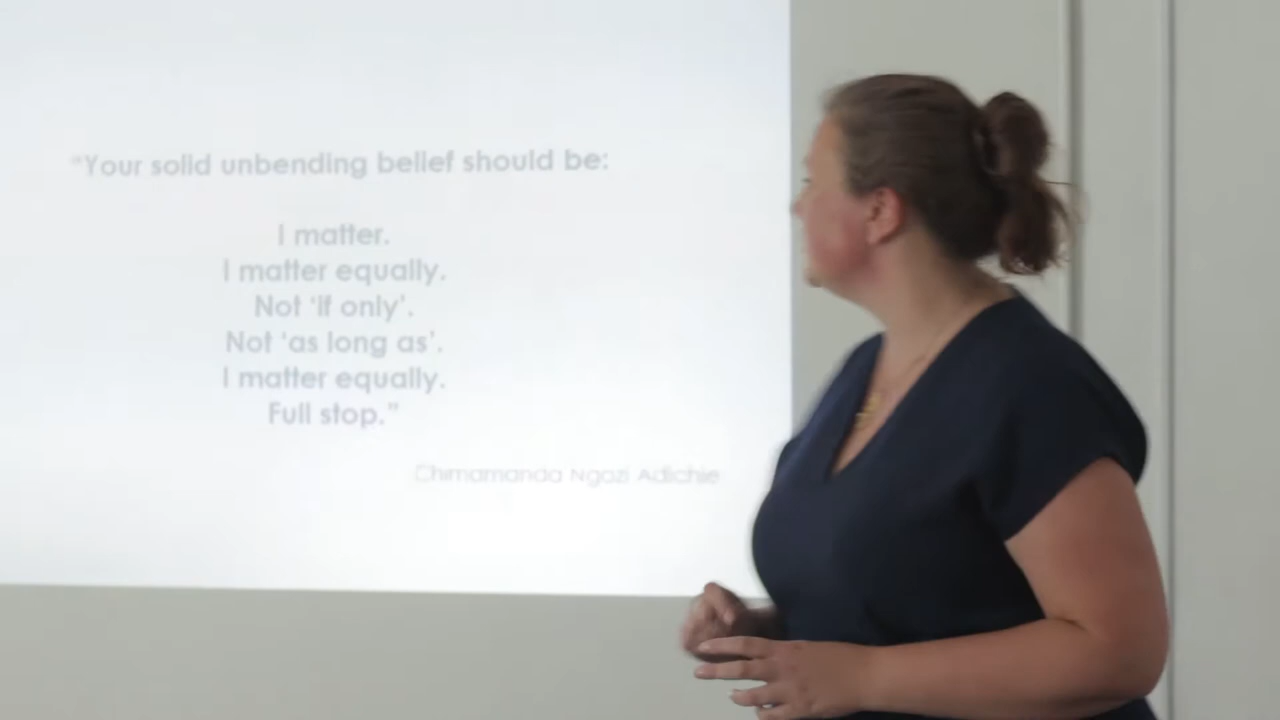 "Your solid unbending belief should be:
I matter.
I matter equally.
Not 'if only'.
Not 'as long as'.
I matter equally.
Full stop."
Chimamanda Ngozi Adichie